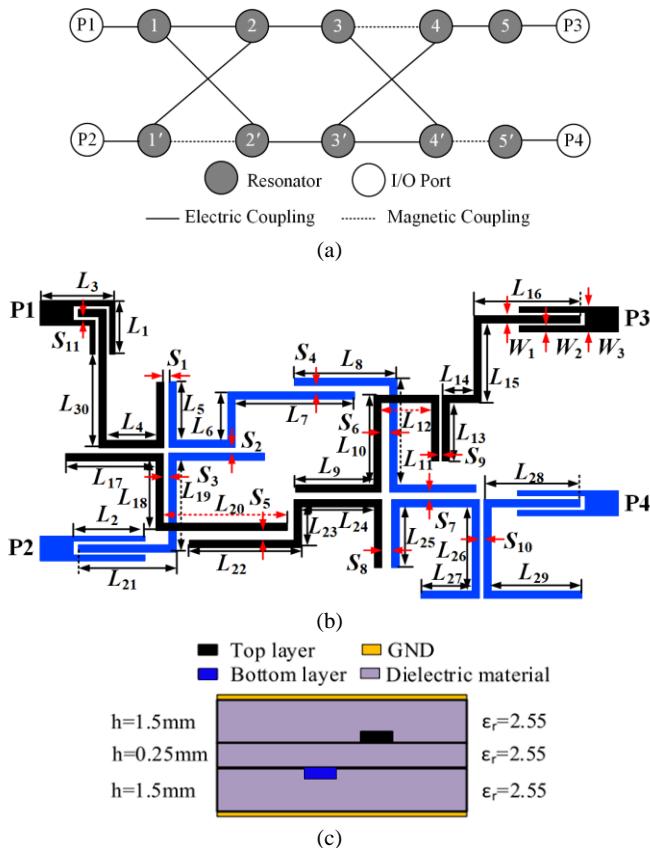 P1 1 2 3 4 5 P3
P2 1′ 2′ 3′ 4′ 5′ P4
Resonator I/O Port
Electric Coupling Magnetic Coupling
(a)
P1 L3 L1 S11 L30 L4
S1 L5 L6 S2 S4 L8 L7
L16 P3 W1 W2 W3 L15 L14
S6 L12 L10 L11 L13 S9
L17 L18 S3 L19 L20 S5 L9
L28 P4 S7 L24 L23 L25 L26 S10
P2 L2 L21 L22 S8 L27 L29
(b)
Top layer GND
Bottom layer Dielectric material
h=1.5mm εr=2.55
h=0.25mm εr=2.55
h=1.5mm εr=2.55
(c)